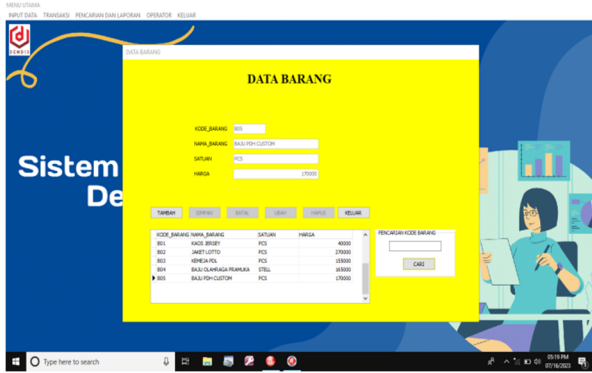 MENU UTAMA
INPUT DATA TRANSAKSI PENCARIAN DAN LAPORAN OPERATOR KELUAR
DENDIS
DATA BARANG
DATA BARANG
KODE_BARANG B05
NAMA_BARANG BAJU PDH CUSTOM
SATUAN PCS
HARGA 170000
Sistem
De
TAMBAH SIMPAN BATAL UBAH HAPUS KELUAR
KODE_BARANG NAMA_BARANG SATUAN HARGA
B01 KAOS JERSEY PCS 40000
B02 JAKET LOTTO PCS 270000
B03 KEMEJA POL PCS 155000
B04 BAJU OLAHRAGA PRAMUKA STELL 165000
B05 BAJU PDH CUSTOM PCS 170000
PENCARIAN KODE BARANG
CARI
Type here to search
05:19 PM
07/16/2023